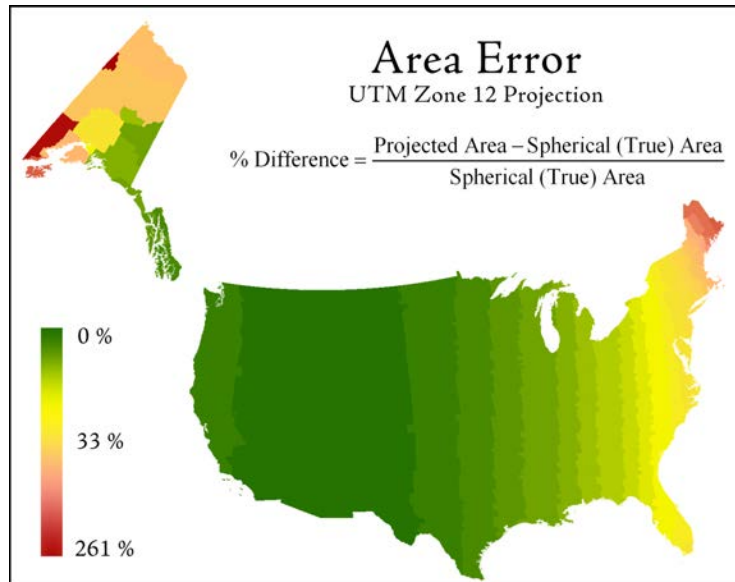 Area Error
UTM Zone 12 Projection
% Difference = Projected Area – Spherical (True) Area
Spherical (True) Area
0 %
33 %
261 %